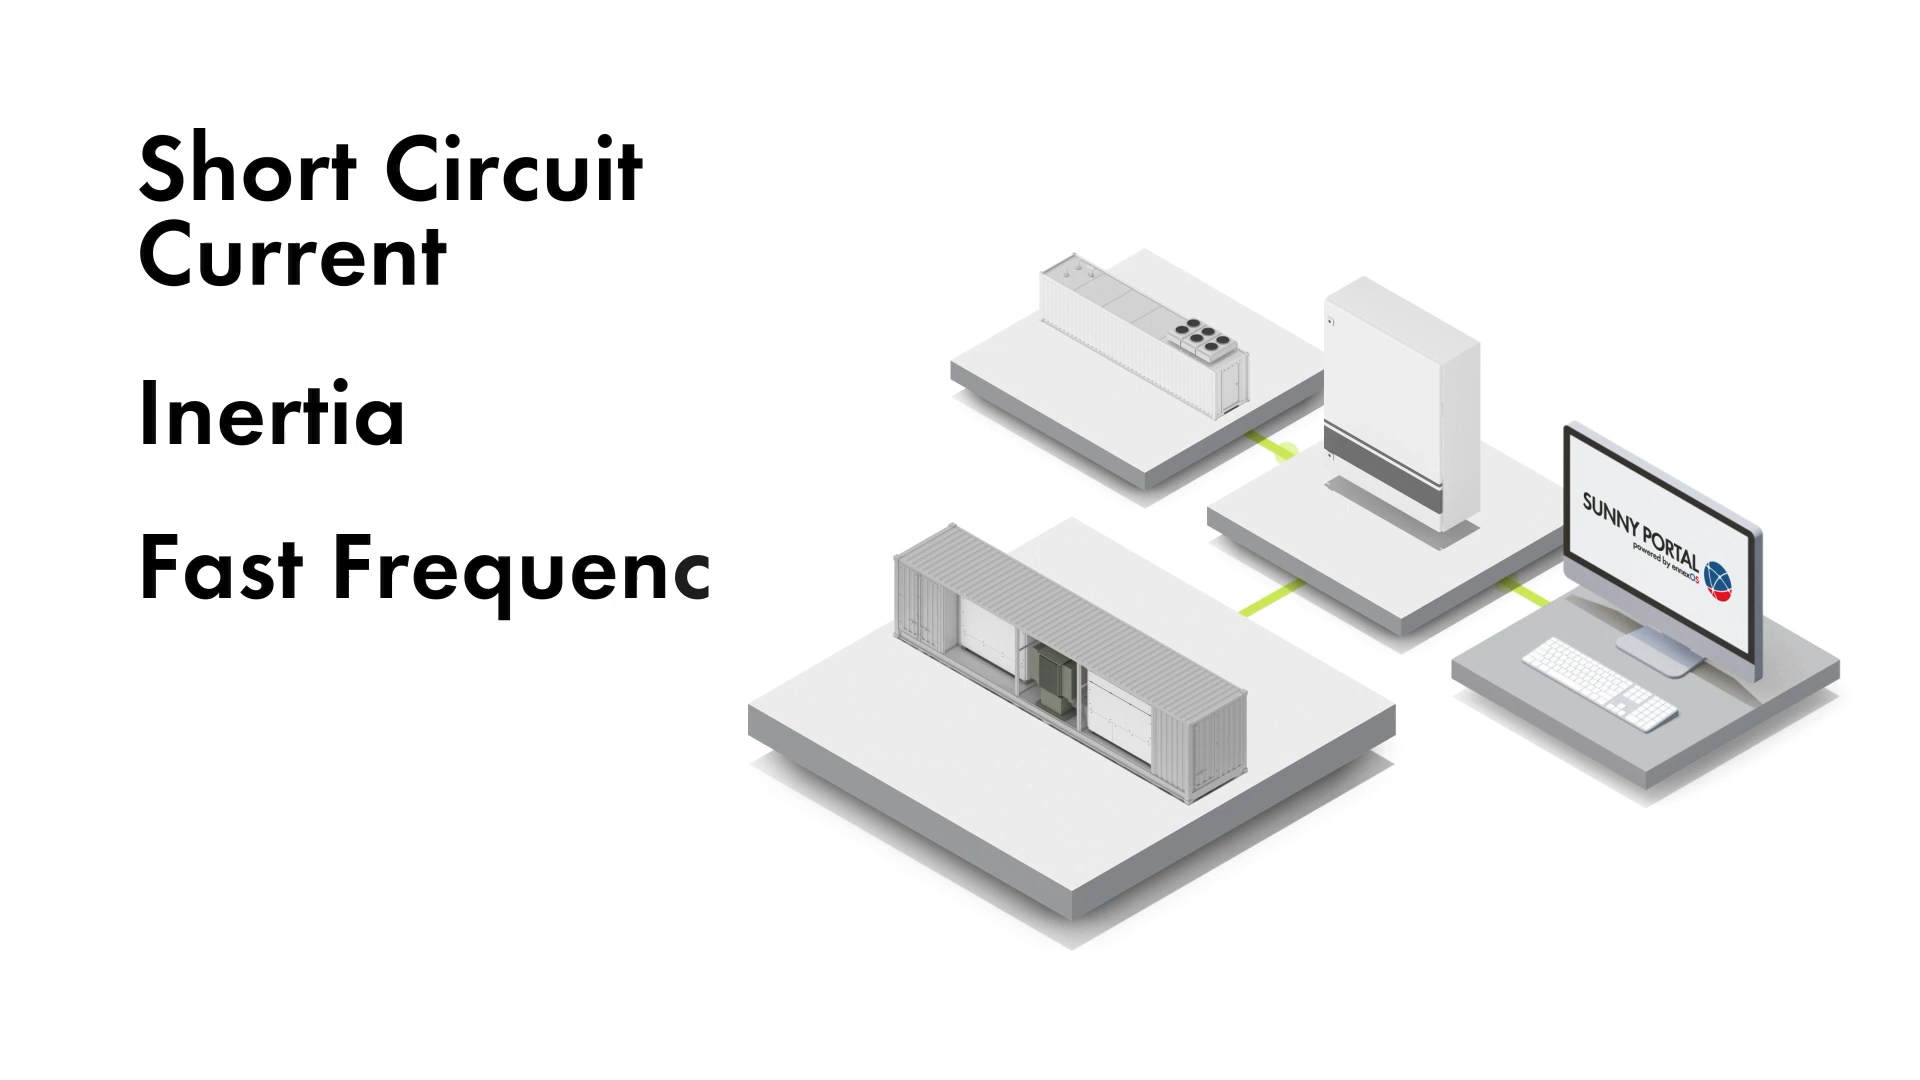 Short Circuit
Current
Inertia
Fast Frequenc
SUNNY PORTAL
powered by ennexOS